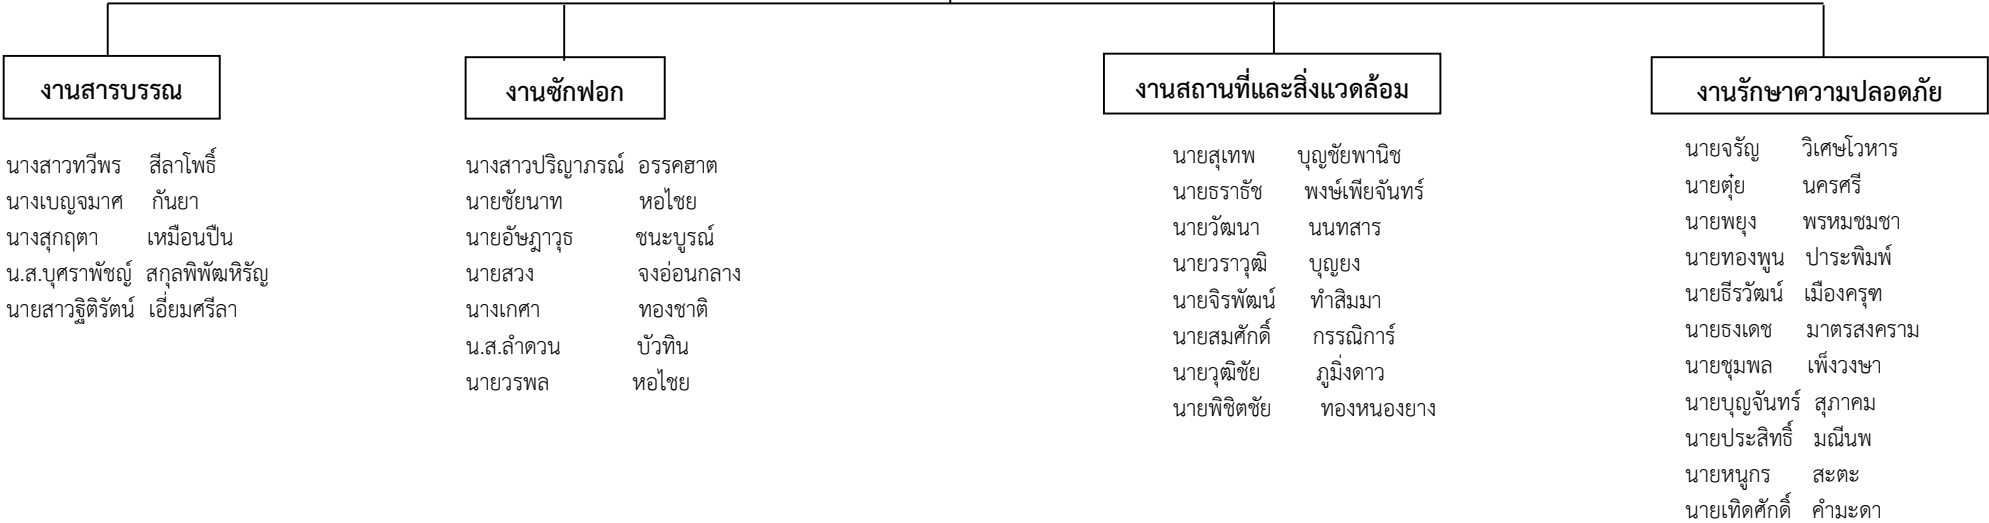 งานสารบรรณ
นางสาวทวีพร สีลาโพธิ์
นางเบญจมาศ กันยา
นางสุกฤตา เหมือนปืน
น.ส.บุศราพัชญ์ สกุลพิพัฒหิรัญ
นายสาวฐิติรัตน์ เอี่ยมศรีลา
งานซักฟอก
นางสาวปริญาภรณ์ อรรคฮาต
นายชัยนาท หอไชย
นายอัษฎาวุธ ชนะบูรณ์
นายสวง จงอ่อนกลาง
นางเกศา ทองชาติ
น.ส.ลำดวน บัวทิน
นายวรพล หอไชย
งานสถานที่และสิ่งแวดล้อม
นายสุเทพ บุญชัยพานิช
นายธราธัช พงษ์เพียจันทร์
นายวัฒนา นนทสาร
นายวราวุฒิ บุญยง
นายจิรพัฒน์ ทำสิมมา
นายสมศักดิ์ กรรณิการ์
นายวุฒิชัย ภูมิ่งดาว
นายพิชิตชัย ทองหนองยาง
งานรักษาความปลอดภัย
นายจรัญ วิเศษโวหาร
นายตุ๋ย นครศรี
นายพยุง พรหมชมชา
นายทองพูน ปาระพิมพ์
นายธีรวัฒน์ เมืองครุฑ
นายธงเดช มาตรสงคราม
นายชุมพล เพ็งวงษา
นายบุญจันทร์ สุภาคม
นายประสิทธิ์ มณีนพ
นายหนูกร สะตะ
นายเทิดศักดิ์ คำมะดา